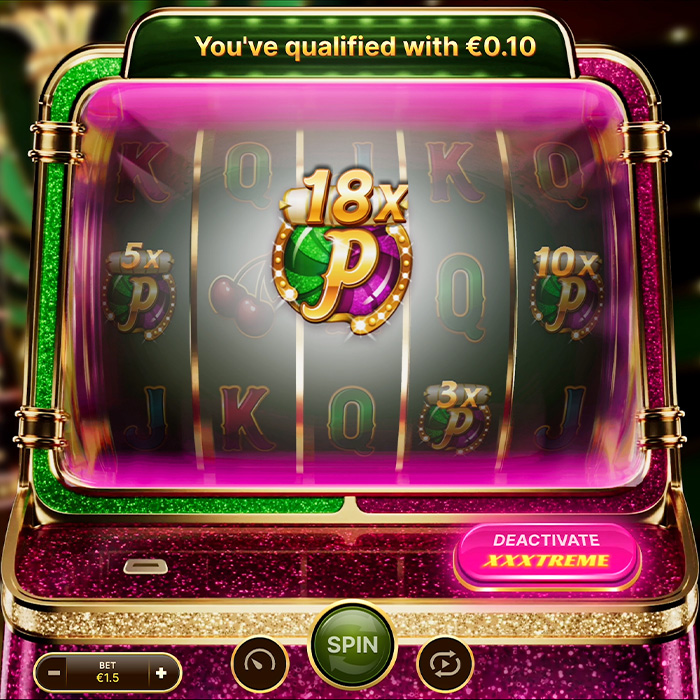 You've qualified with €0.10
K Q J K Q
18x
P
5x
P
10x
P
Q
J K Q
3x
P
J
DEACTIVATE
XXXTREME
SPIN
BET
€1.5